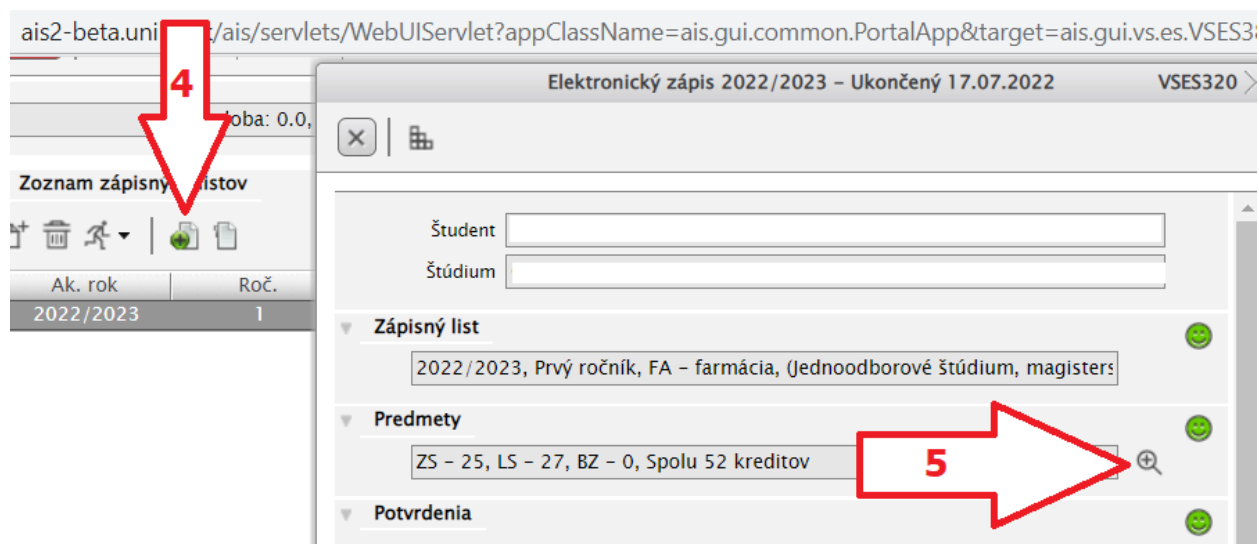 ais2-beta.uni /ais/servlets/WebUIServlet?appClassName=ais.gui.common.PortalApp&target=ais.gui.vs.es.VSES3
4
Elektronický zápis 2022/2023 – Ukončený 17.07.2022 VSES320
doba: 0.0,
Zoznam zápisných listov
Ak. rok Roč.
2022/2023 1
Študent
Štúdium
Zápisný list
2022/2023, Prvý ročník, FA – farmácia, (Jednoodborové štúdium, magisters
Predmety
ZS – 25, LS – 27, BZ – 0, Spolu 52 kreditov
5
Potvrdenia